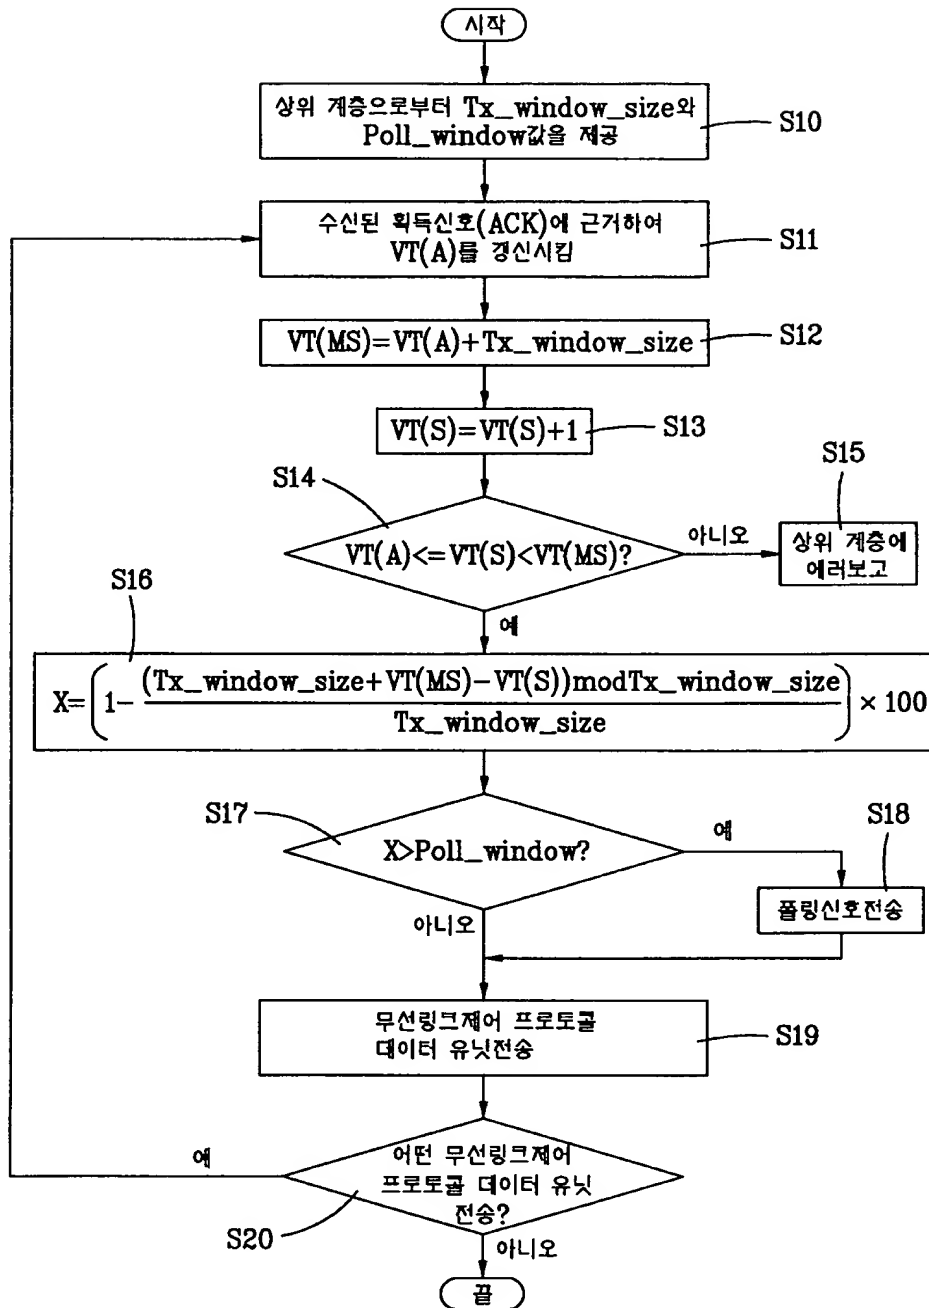 시작
상위 계층으로부터 Tx_window_size와
Poll_window값을 제공
S10
수신된 획득신호(ACK)에 근거하여
VT(A)를 갱신시킴
S11
VT(MS)=VT(A)+Tx_window_size
S12
VT(S)=VT(S)+1
S13
S14
VT(A)<=VT(S)<VT(MS)?
아니오
S15
상위 계층에
에러보고
예
S16
X=(1-(Tx_window_size+VT(MS)-VT(S))modTx_window_size/Tx_window_size)×100
S17
X>Poll_window?
예
S18
폴링신호전송
아니오
무선링크제어 프로토콜
데이터 유닛전송
S19
예
어떤 무선링크제어
프로토콜 데이터 유닛
전송?
S20
아니오
끝